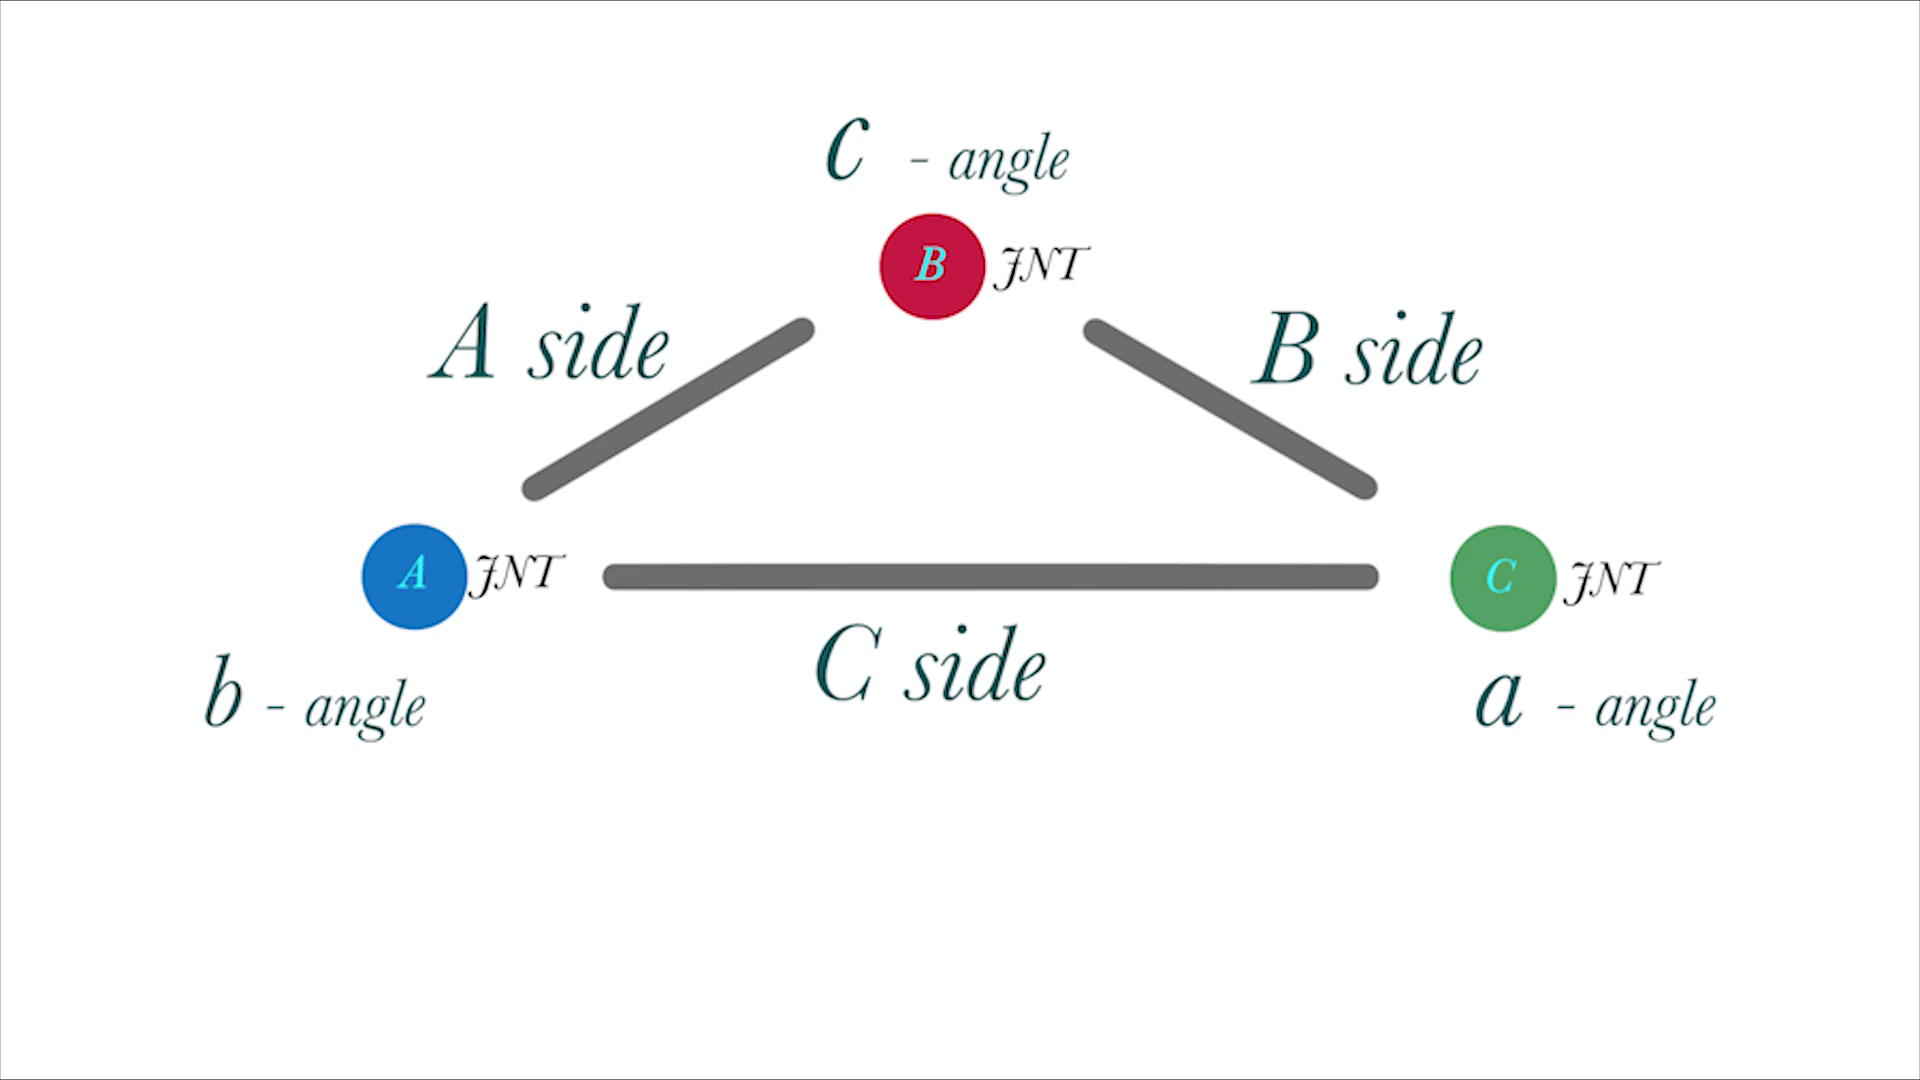 c - angle
B JNT
A side
B side
A JNT
C JNT
C side
b - angle
a - angle